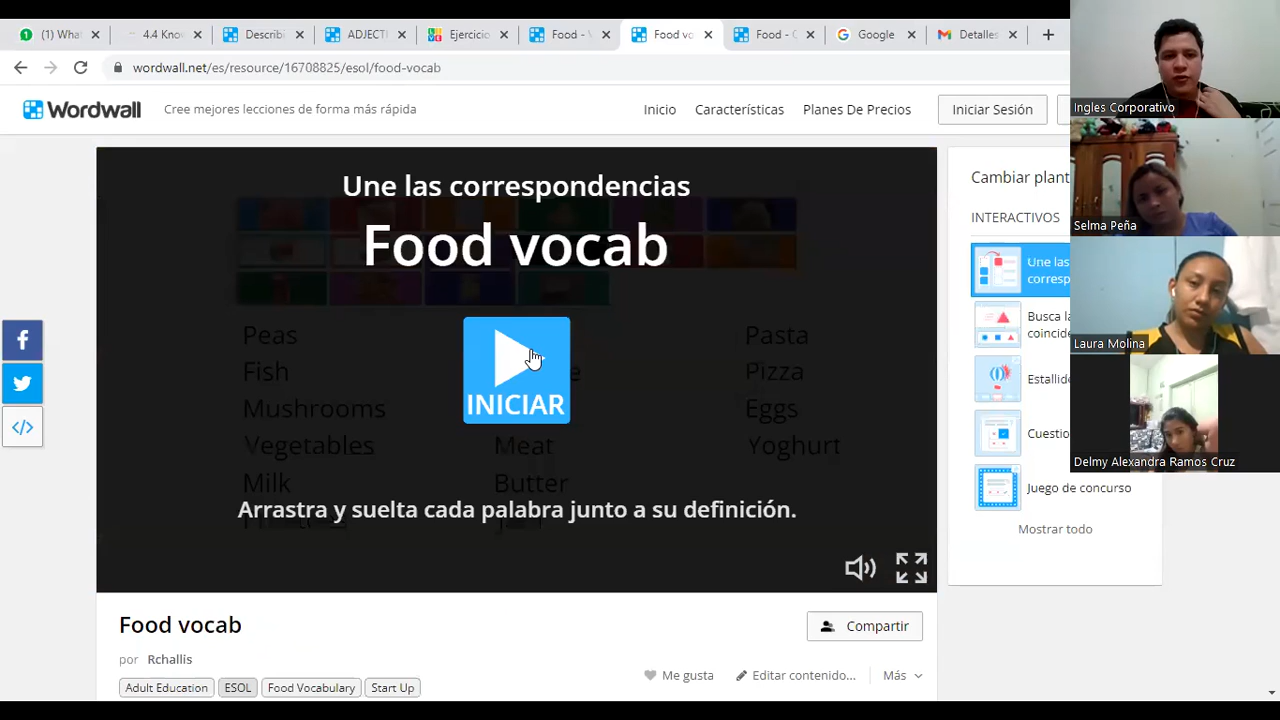 (1) Wha
4.4 Kno
Describi
ADJECTI
Ejercicio
Food - V
Food vo
Food - C
Google
Detalles
wordwall.net/es/resource/16708825/esol/food-vocab
Wordwall
Cree mejores lecciones de forma más rápida
Inicio
Características
Planes De Precios
Iniciar Sesión
Une las correspondencias
Food vocab
Peas
Fish
Mushrooms
Vegetables
Milk
Meat
Butter
Pasta
Pizza
Eggs
Yoghurt
INICIAR
Arrastra y suelta cada palabra junto a su definición.
Cambiar plant
INTERACTIVOS
Une las
corresp
Busca la
coincide
Estallido
Cuestio
Juego de concurso
Mostrar todo
Food vocab
por Rchallis
Adult Education
ESOL
Food Vocabulary
Start Up
Compartir
Me gusta
Editar contenido...
Más
Ingles Corporativo
Selma Peña
Laura Molina
Delmy Alexandra Ramos Cruz